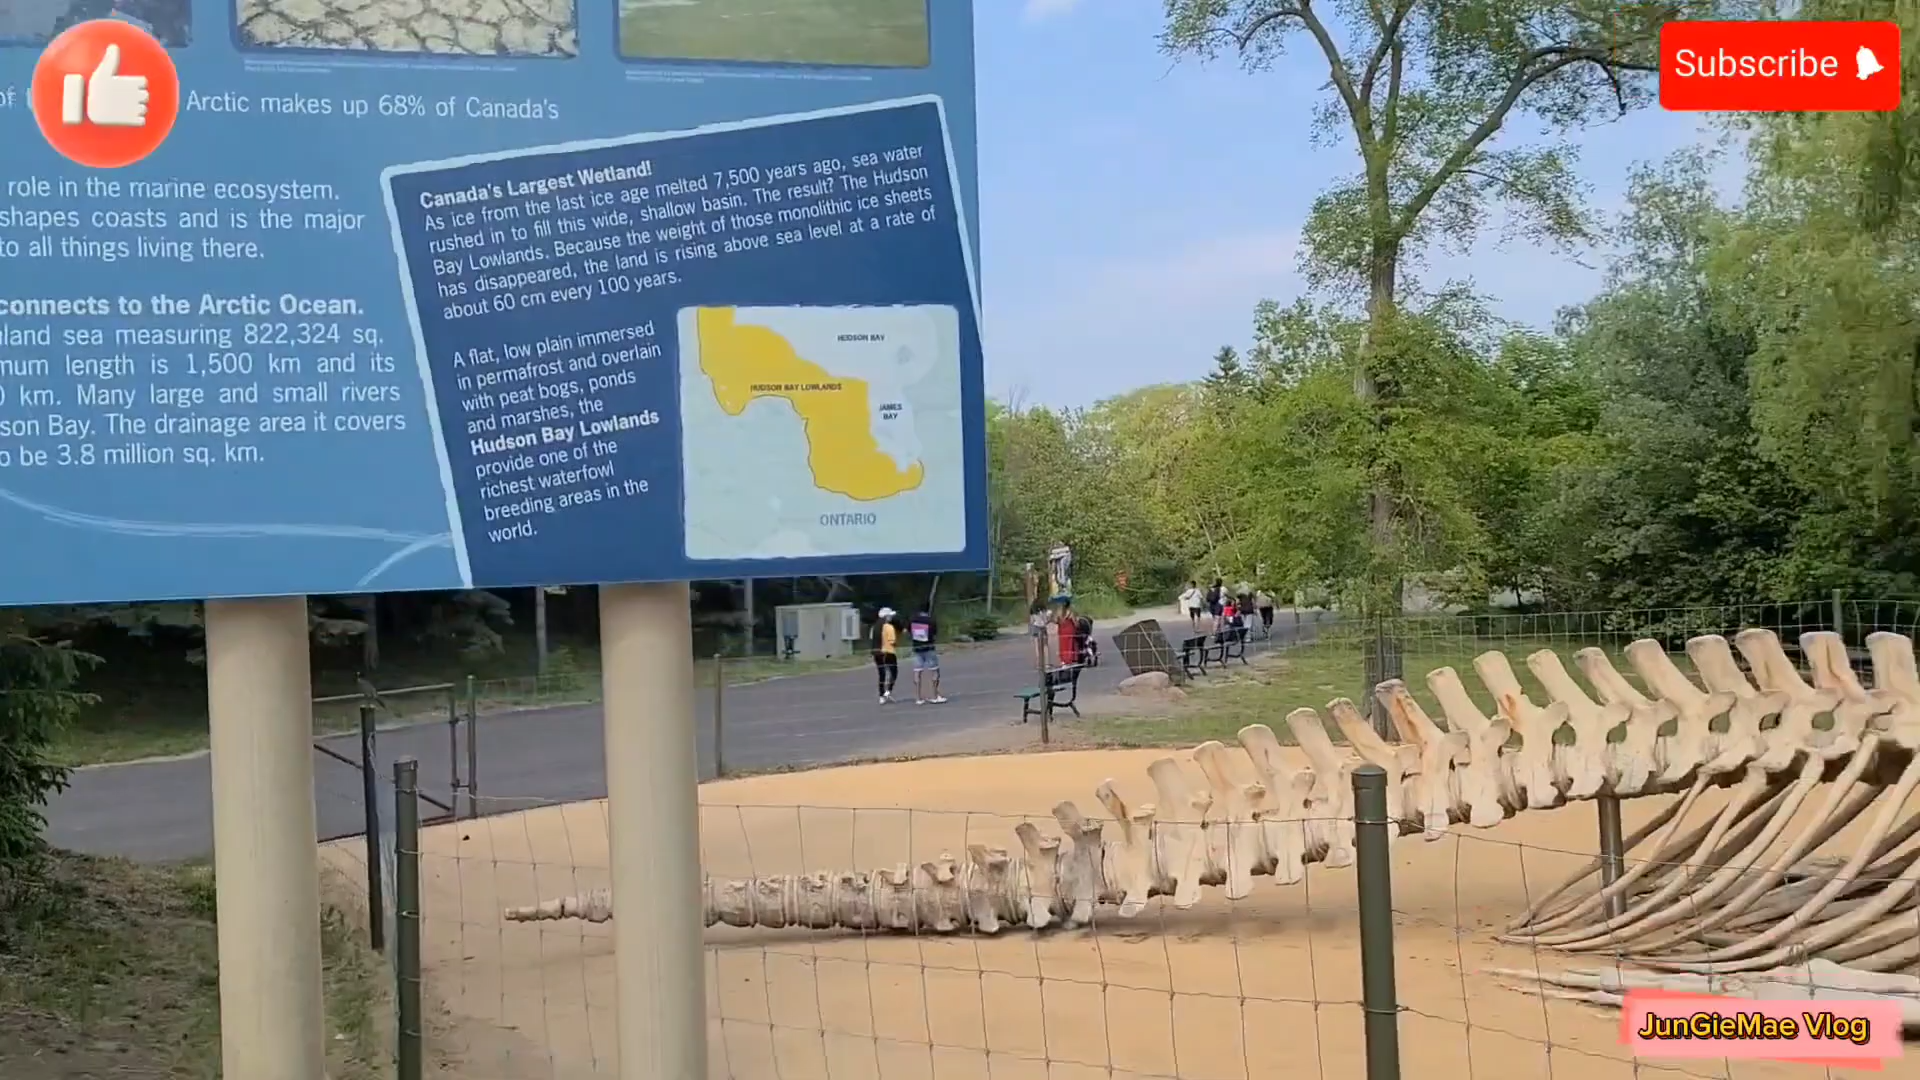 Subscribe
Arctic makes up 68% of Canada's
role in the marine ecosystem.
shapes coasts and is the major
to all things living there.
connects to the Arctic Ocean.
sea measuring 822,324 sq.
length is 1,500 km and its
km. Many large and small rivers
Bay. The drainage area it covers
be 3.8 million sq. km.
Canada's Largest Wetland!
As ice from the last ice age melted 7,500 years ago, sea water
rushed in to fill this wide, shallow basin. The result? The Hudson
Bay Lowlands. Because the weight of those monolithic ice sheets
has disappeared, the land is rising above sea level at a rate of
about 60 cm every 100 years.
A flat, low plain immersed
in permafrost and overlain
with peat bogs, ponds
and marshes, the
Hudson Bay Lowlands
provide one of the
richest waterfowl
breeding areas in the
world.
HUDSON BAY
HUDSON BAY LOWLANDS
JAMES
BAY
ONTARIO
JunGieMae Vlog